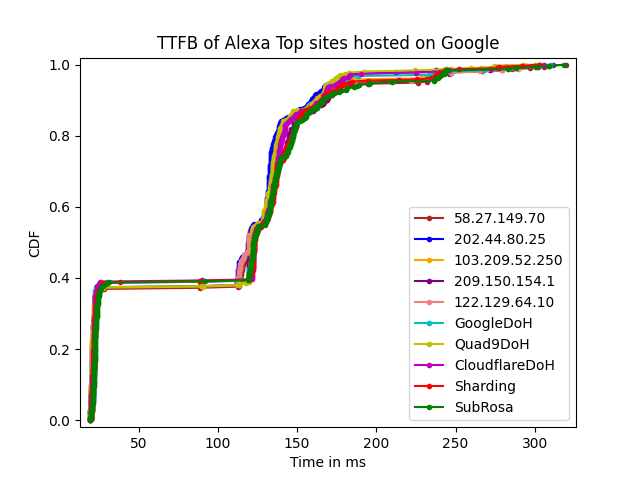 TTFB of Alexa Top sites hosted on Google
CDF
1.0
0.8
0.6
0.4
0.2
0.0
58.27.149.70
202.44.80.25
103.209.52.250
209.150.154.1
122.129.64.10
GoogleDoH
Quad9DoH
CloudflareDoH
Sharding
SubRosa
50 100 150 200 250 300
Time in ms